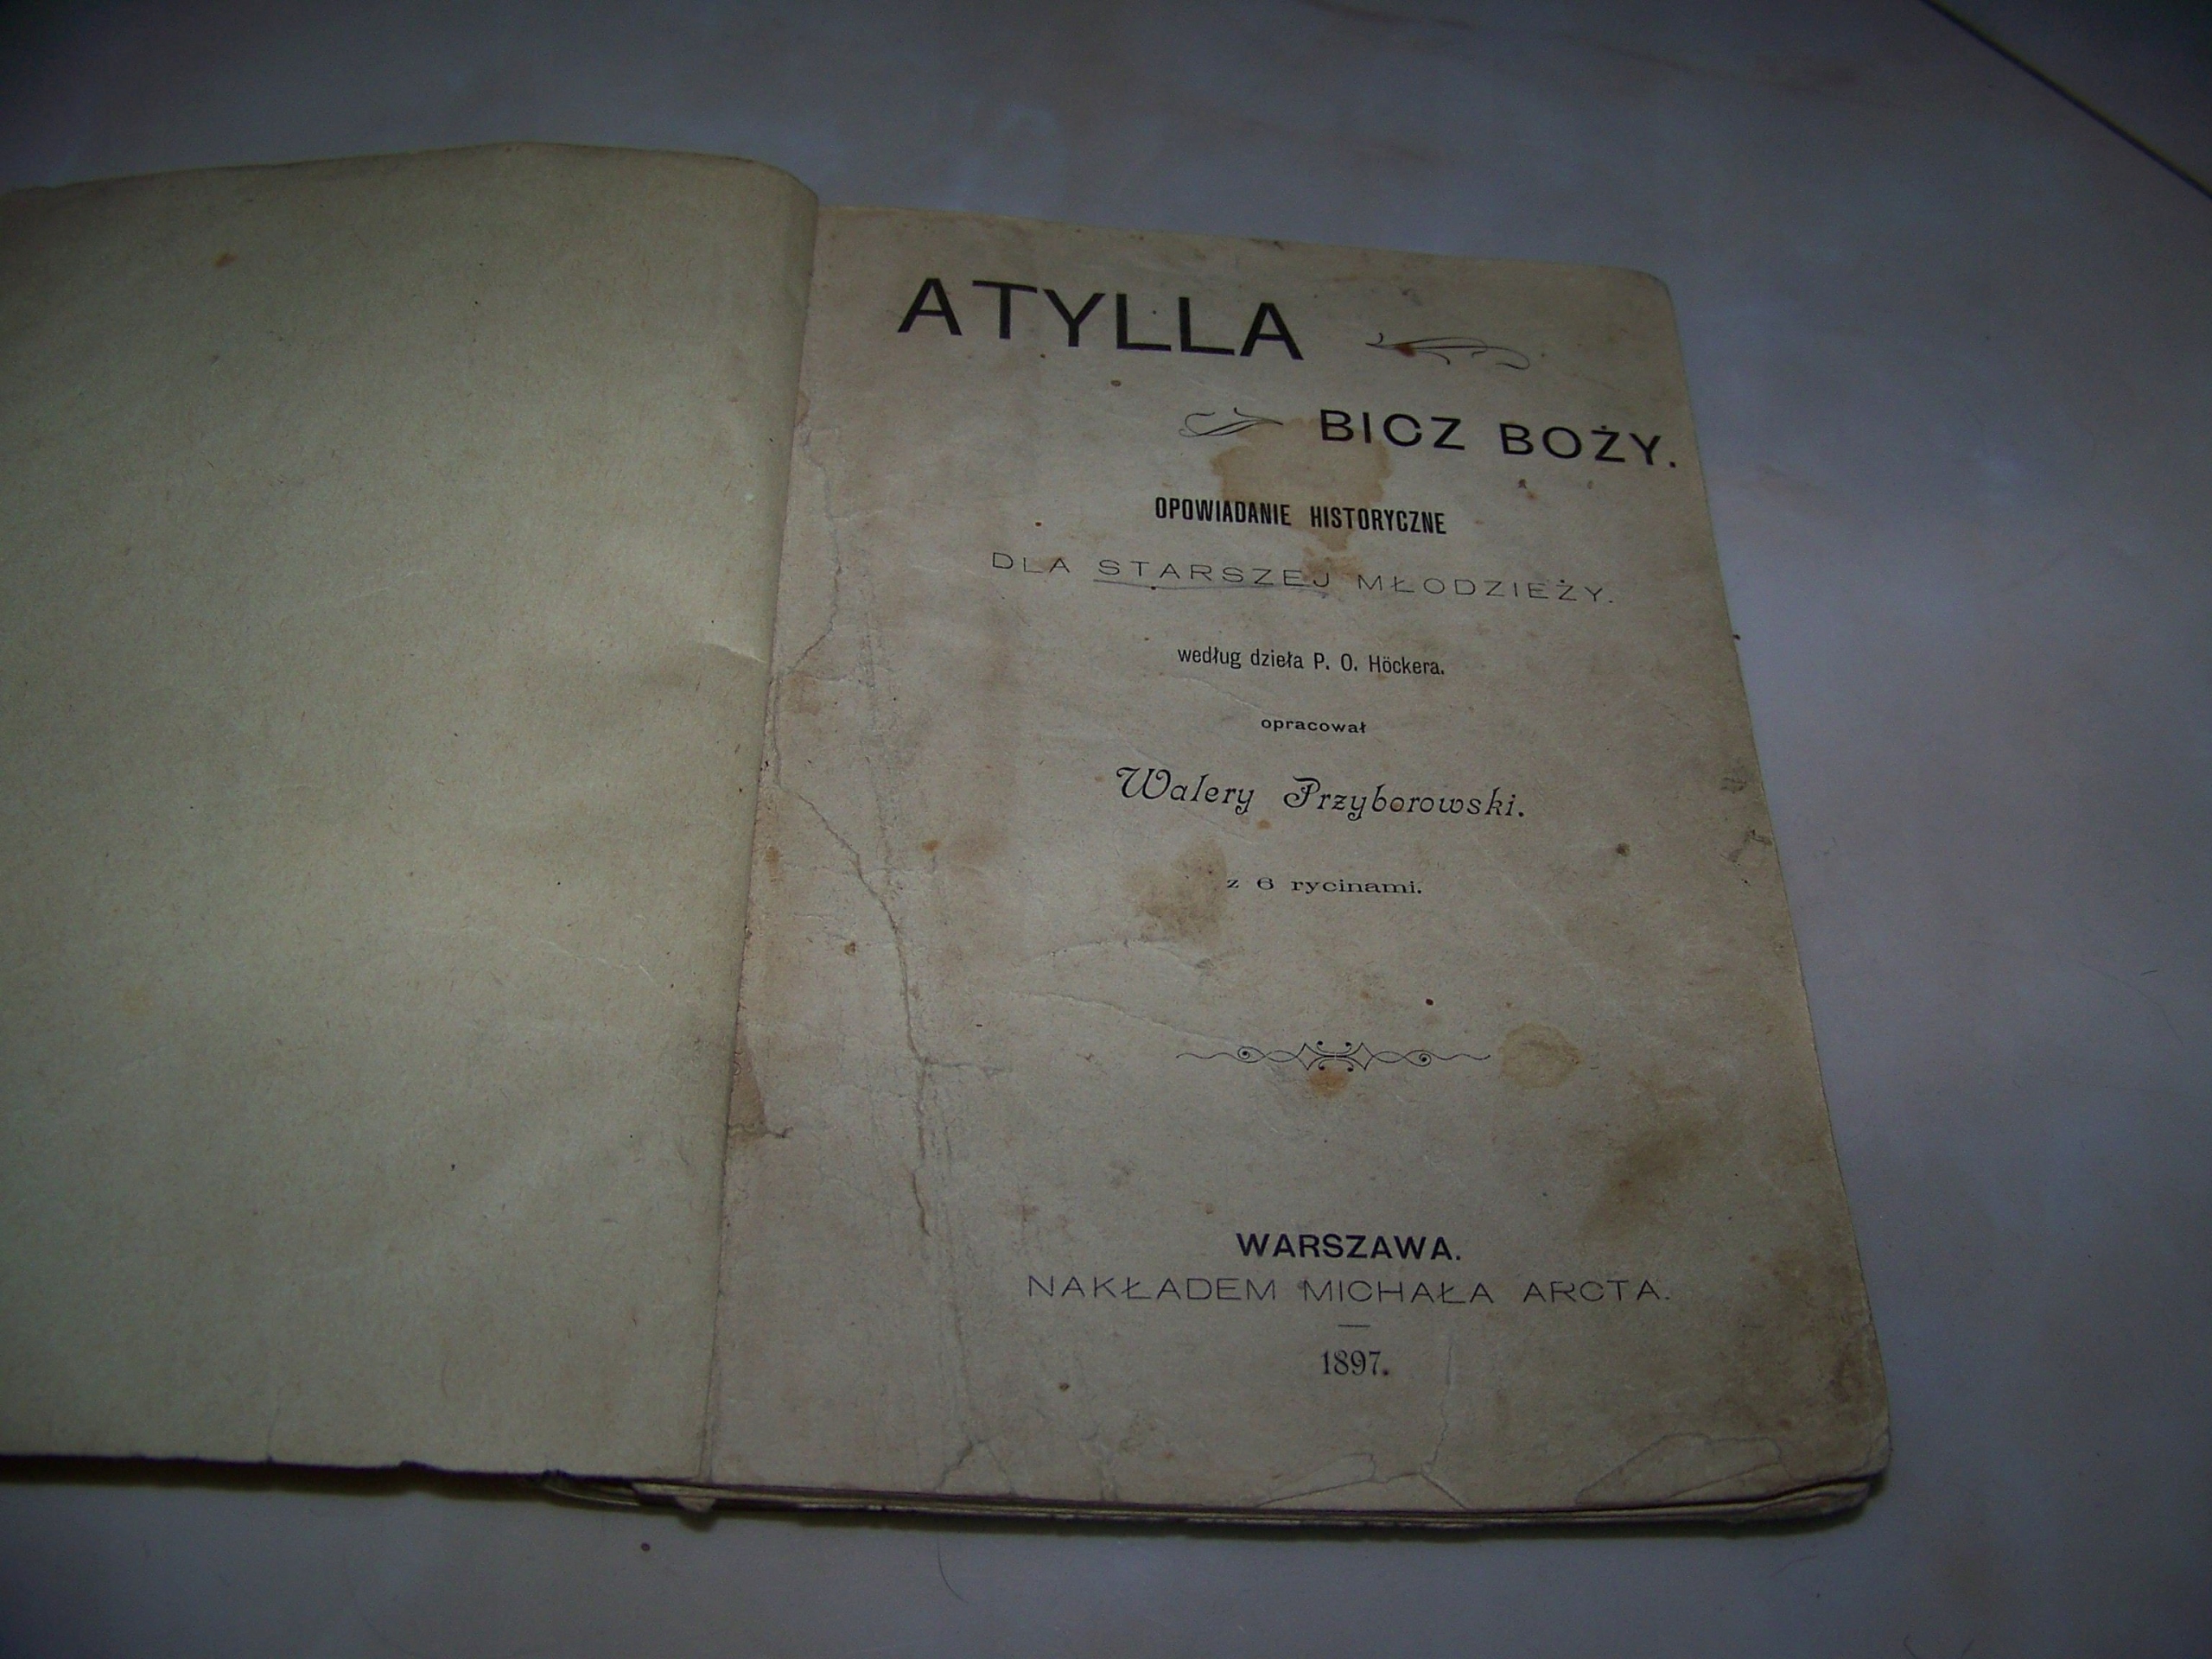 ATYLLA
BICZ BOŻY.
OPOWIADANIE HISTORYCZNE
DLA STARSZEJ MŁODZIEŻY.
według dzieła P. O. Höckera.
opracował
Walery Przyborowski.
z 6 rycinami.
WARSZAWA.
NAKŁADEM MICHAŁA ARCTA.
1897.